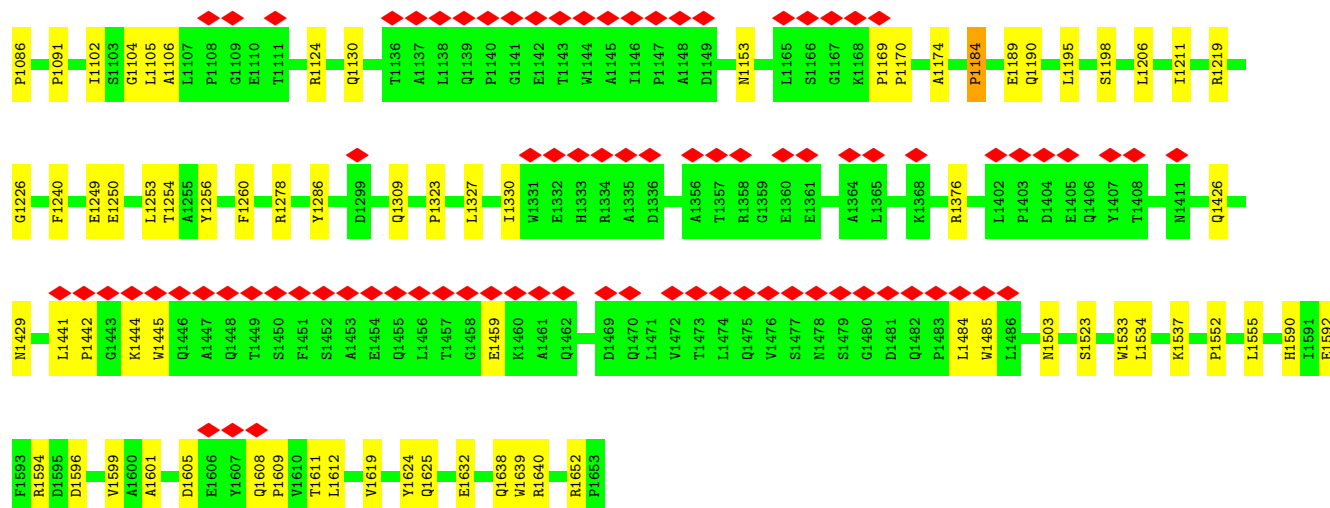 P1086 P1091 I1102 S1103 G1104 L1105 A1106 L1107 P1108 G1109 E1110 T1111 R1124 Q1130 T1136 A1137 L1138 Q1139 P1140 G1141 E1142 T1143 W1144 A1145 I1146 P1147 A1148 D1149 N1153 L1165 S1166 G1167 K1168 P1169 P1170 A1174 P1184 E1189 Q1190 L1195 S1198 L1206 I1211 R1219
G1226 F1240 E1249 E1250 L1253 T1254 A1255 Y1256 F1260 R1278 Y1286 D1299 Q1309 P1323 L1327 I1330 W1331 E1332 H1333 R1334 A1335 D1336 A1356 T1357 R1358 G1359 E1360 E1361 A1364 L1365 K1368 R1376 L1402 P1403 D1404 E1405 Q1406 Y1407 T1408 N1411 Q1426
N1429 L1441 P1442 G1443 K1444 W1445 Q1446 A1447 Q1448 T1449 S1450 F1451 S1452 A1453 E1454 Q1455 L1456 T1457 G1458 E1459 K1460 A1461 Q1462 D1469 Q1470 L1471 V1472 T1473 L1474 Q1475 V1476 S1477 N1478 S1479 G1480 D1481 Q1482 P1483 L1484 W1485 L1486 N1503 S1523 W1533 L1534 K1537 P1552 L1555 H1590 I1591 E1592
F1593 R1594 D1595 D1596 V1599 A1600 A1601 D1605 E1606 Y1607 Q1608 P1609 V1610 T1611 L1612 V1619 Y1624 Q1625 E1632 Q1638 W1639 R1640 R1652 P1653